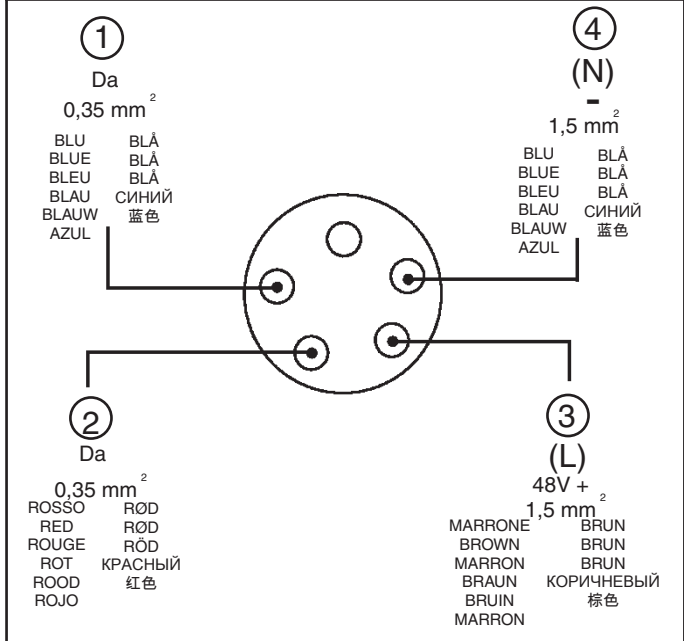 1
Da
0,35 mm²
BLU BLÅ
BLUE BLÅ
BLEU BLÅ
BLAU СИНИЙ
BLAUW 蓝色
AZUL
4
(N)
-
1,5 mm²
BLU BLÅ
BLUE BLÅ
BLEU BLÅ
BLAU СИНИЙ
BLAUW 蓝色
AZUL
2
Da
0,35 mm²
ROSSO RØD
RED RØD
ROUGE RÖD
ROT КРАСНЫЙ
ROOD 红色
ROJO
3
(L)
48V +
1,5 mm²
MARRONE BRUN
BROWN BRUN
MARRON BRUN
BRAUN КОРИЧНЕВЫЙ
BRUIN 棕色
MARRON